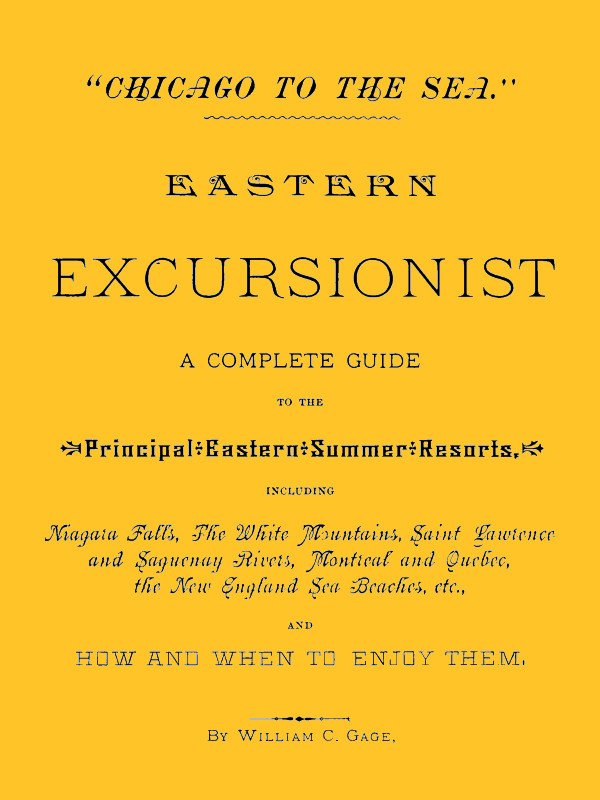 "CHICAGO TO THE SEA."
EASTERN
EXCURSIONIST
A COMPLETE GUIDE
TO THE
Principal Eastern Summer Resorts,
INCLUDING
Niagara Falls, The White Mountains, Saint Lawrence
and Saguenay Rivers, Montreal and Quebec,
the New England Sea Beaches, etc.,
AND
HOW AND WHEN TO ENJOY THEM.
By William C. Gage.